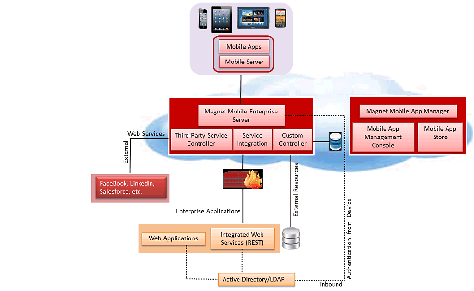 Mobile Apps
Mobile Server
Magnet Mobile Enterprise
Server
Third-Party Service
Controller
Service
Integration
Custom
Controller
Magnet Mobile App Manager
Mobile App
Management
Console
Mobile App
Store
Web Services
External
FaceBook, LinkedIn,
Salesforce, etc.
External Resources
Authentication from Device
Enterprise Applications
Web Applications
Integrated Web
Services (REST)
Active Directory/LDAP
Inbound